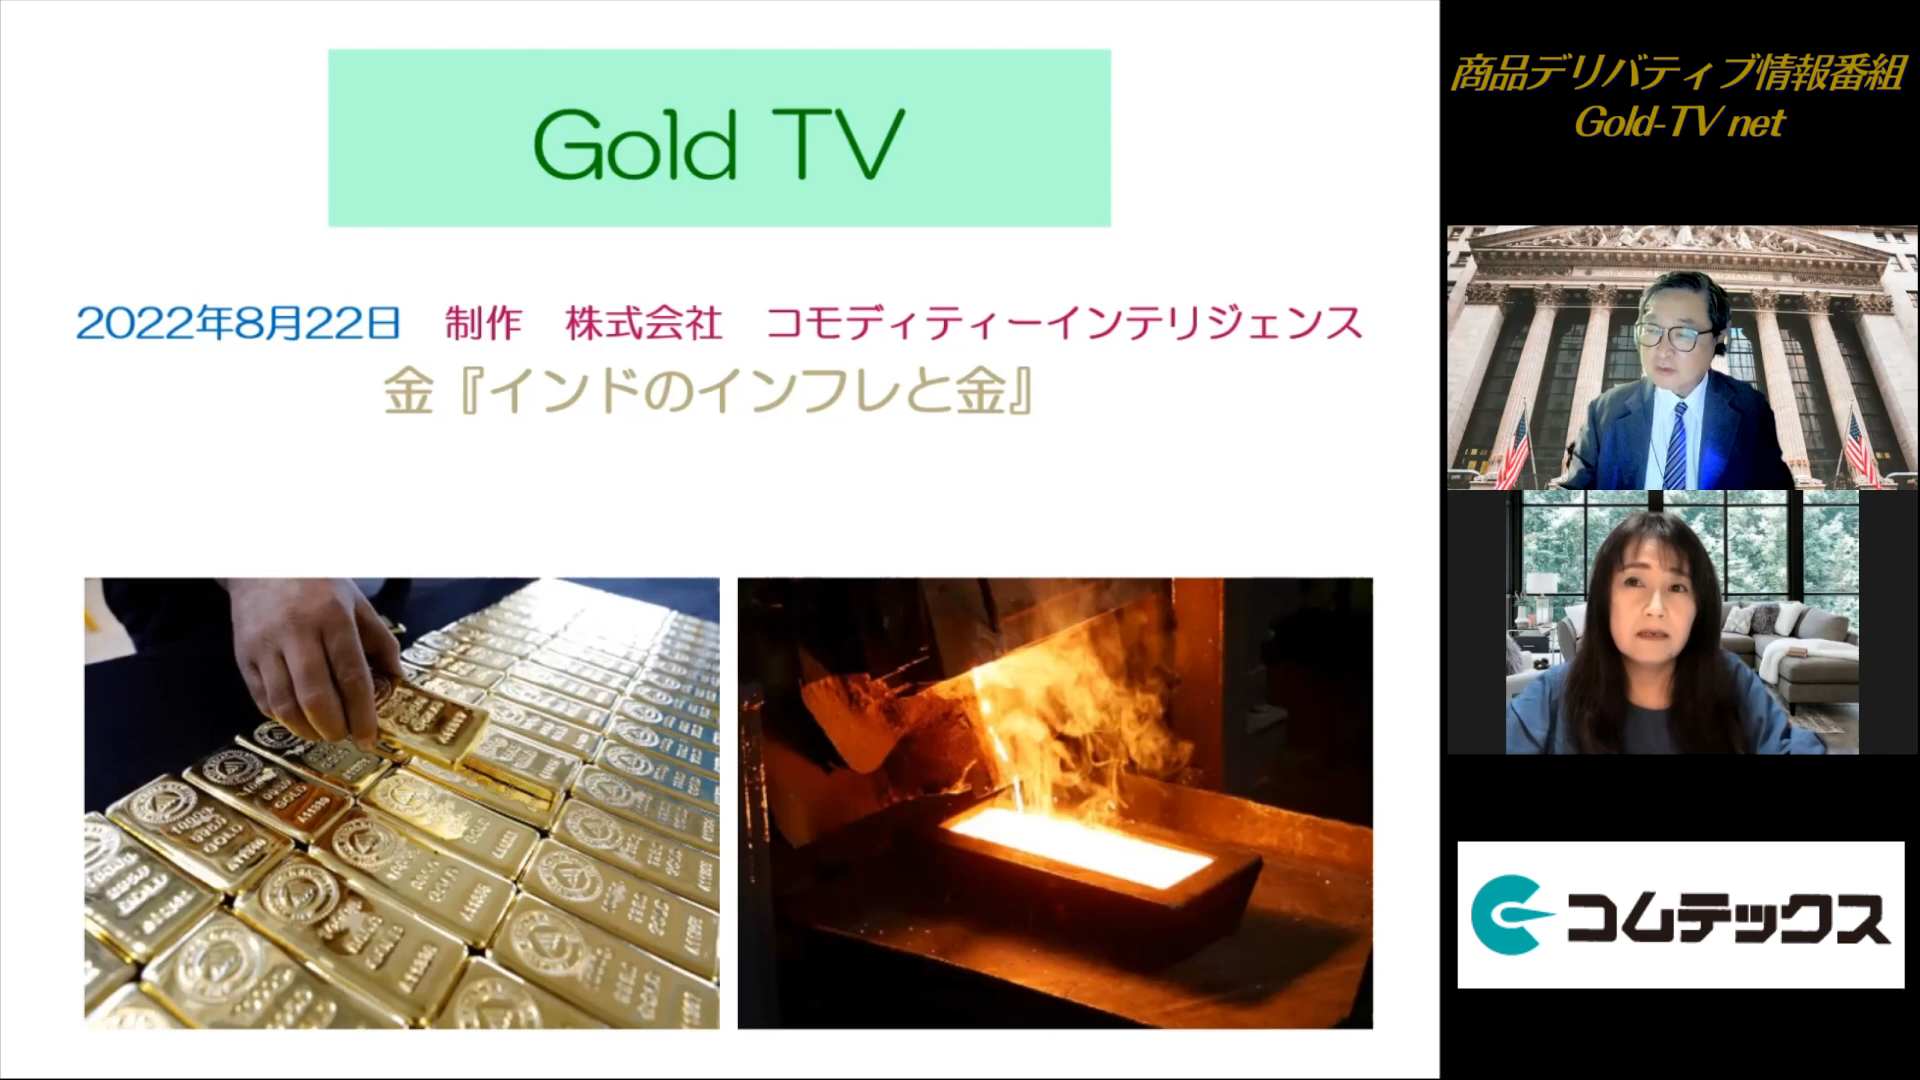 Gold TV
2022年8月22日　制作　株式会社　コモディティーインテリジェンス
金『インドのインフレと金』
商品デリバティブ情報番組
Gold-TV net
コムテックス
GOLD